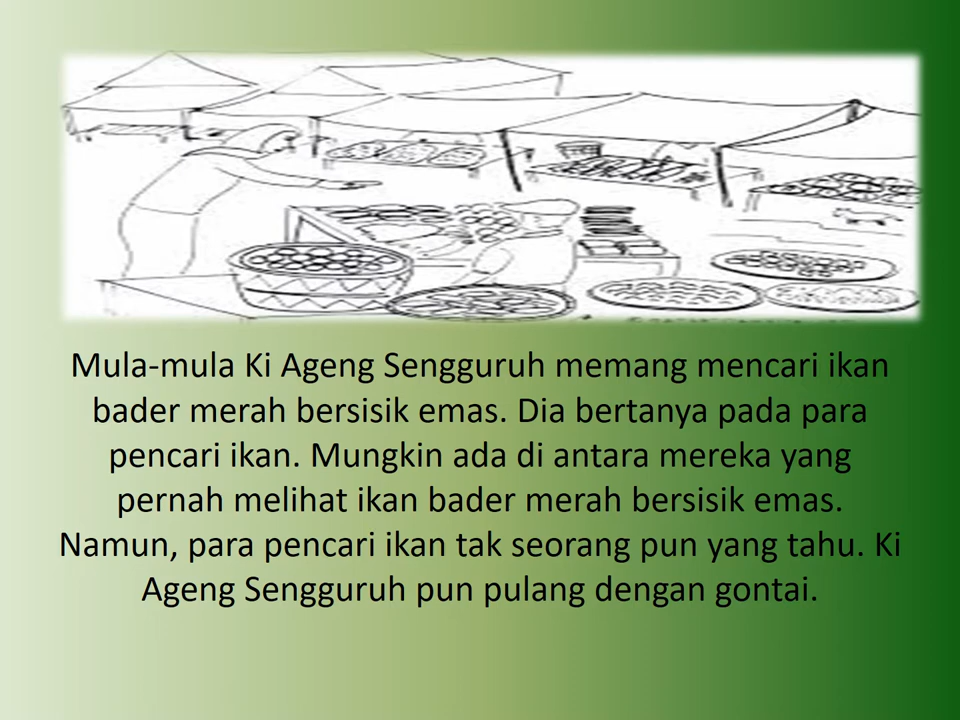 Mula-mula Ki Ageng Sengguruh memang mencari ikan
bader merah bersisik emas. Dia bertanya pada para
pencari ikan. Mungkin ada di antara mereka yang
pernah melihat ikan bader merah bersisik emas.
Namun, para pencari ikan tak seorang pun yang tahu. Ki
Ageng Sengguruh pun pulang dengan gontai.